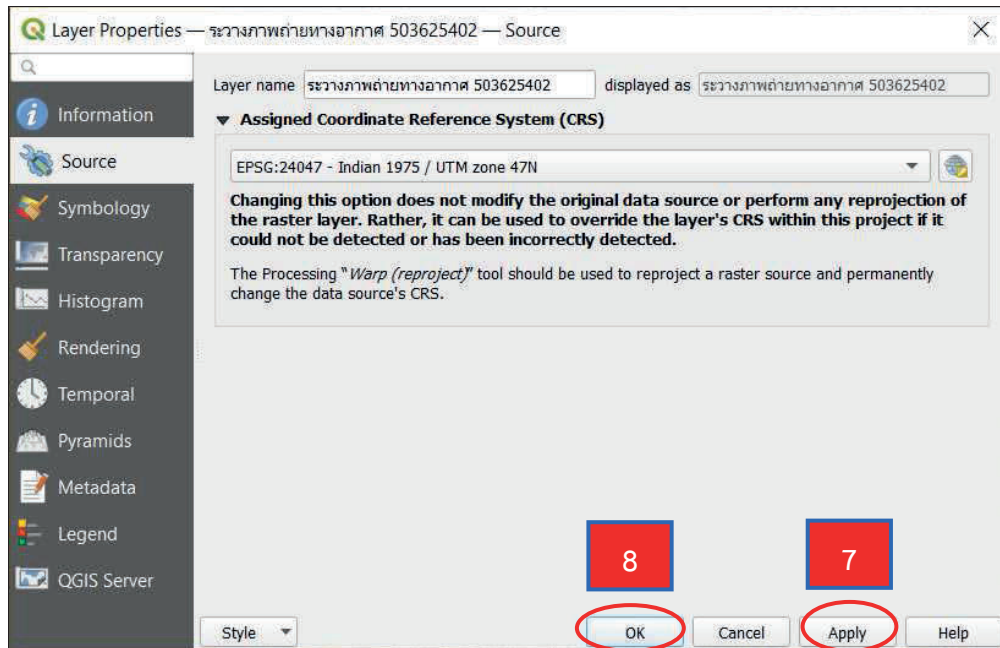 Layer Properties — ระวางภาพถ่ายทางอากาศ 503625402 — Source
Information
Source
Symbology
Transparency
Histogram
Rendering
Temporal
Pyramids
Metadata
Legend
QGIS Server
Layer name ระวางภาพถ่ายทางอากาศ 503625402 displayed as ระวางภาพถ่ายทางอากาศ 503625402
Assigned Coordinate Reference System (CRS)
EPSG:24047 - Indian 1975 / UTM zone 47N
Changing this option does not modify the original data source or perform any reprojection of
the raster layer. Rather, it can be used to override the layer's CRS within this project if it
could not be detected or has been incorrectly detected.
The Processing "Warp (reproject)" tool should be used to reproject a raster source and permanently
change the data source's CRS.
8 7
Style OK Cancel Apply Help